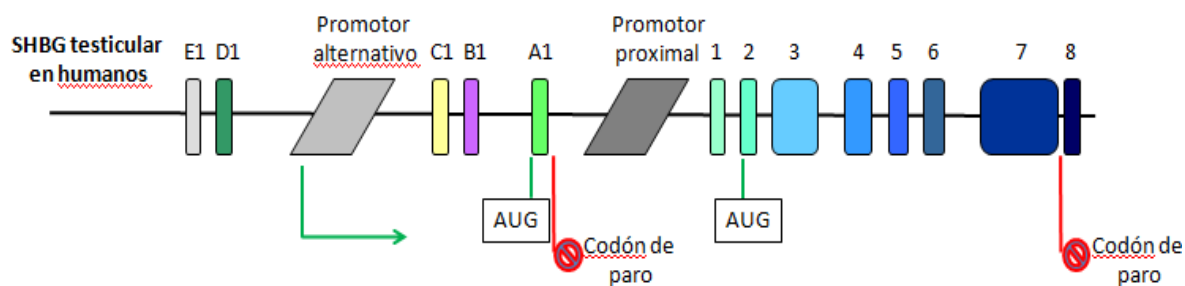 SHBG testicular
en humanos
E1 D1
Promotor
alternativo
C1 B1 A1
Promotor
proximal
1 2 3 4 5 6 7 8
AUG
Codón de
paro
AUG
Codón de
paro